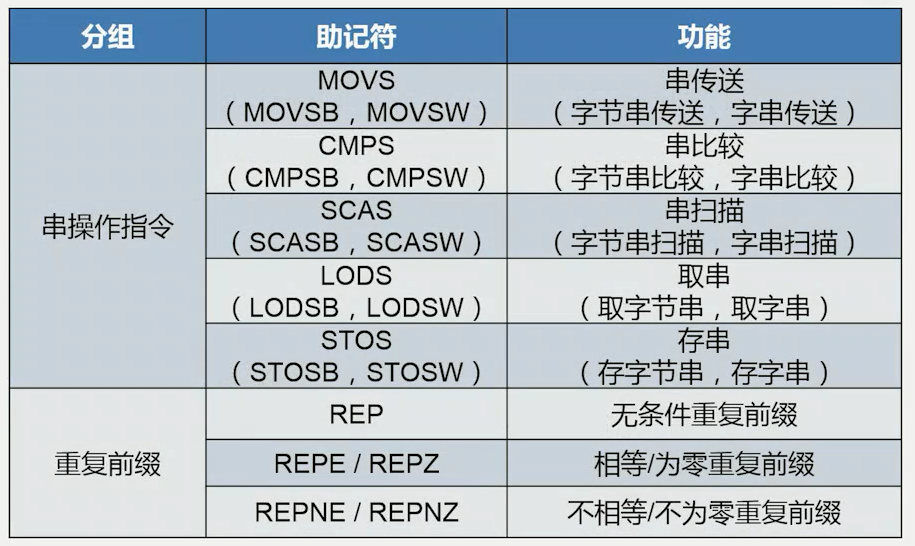 分组 助记符 功能
串操作指令
MOVS 串传送
（MOVSB，MOVSW） （字节串传送，字串传送）
CMPS 串比较
（CMPSB，CMPSW） （字节串比较，字串比较）
SCAS 串扫描
（SCASB，SCASW） （字节串扫描，字串扫描）
LODS 取串
（LODSB，LODSW） （取字节串，取字串）
STOS 存串
（STOSB，STOSW） （存字节串，存字串）
重复前缀
REP 无条件重复前缀
REPE / REPZ 相等/为零重复前缀
REPNE / REPNZ 不相等/不为零重复前缀